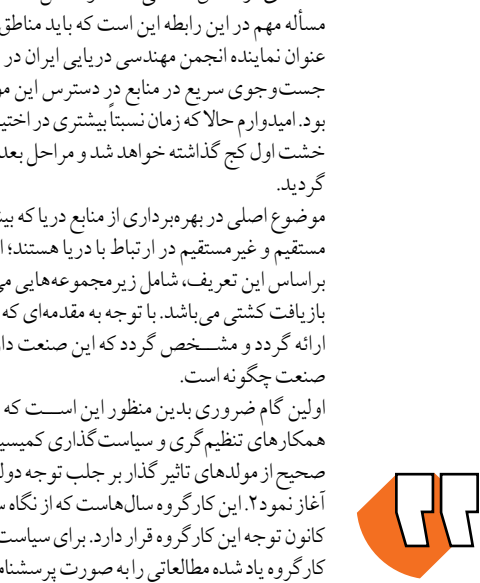 مسأله مهم در این رابطه این است که باید مناطق
عنوان نماینده انجمن مهندسی دریایی ایران در
جست‌وجوی سریع در منابع در دسترس این
بود. امیدوارم حالا که زمان نسبتاً بیشتری در
خشت اول کج گذاشته خواهد شد و مراحل بعد
گردید.
موضوع اصلی در بهره‌برداری از منابع دریا که
مستقیم و غیرمستقیم در ارتباط با دریا هستند؛
براساس این تعریف، شامل زیرمجموعه‌هایی
بازیافت کشتی می‌باشد. با توجه به مقدمه‌ای که
ارائه گردد و مشخص گردد که این صنعت
صنعت چگونه است.
اولین گام ضروری بدین منظور این است که
همکارهای تنظیم‌گری و سیاست‌گذاری
صحیح از مولدهای تاثیر گذار بر جلب توجه
آغاز نمود۲. این کارگروه سال‌هاست که از نگاه
کانون توجه این کارگروه قرار دارد. برای سیاست
کارگروه یاد شده مطالعاتی را به صورت